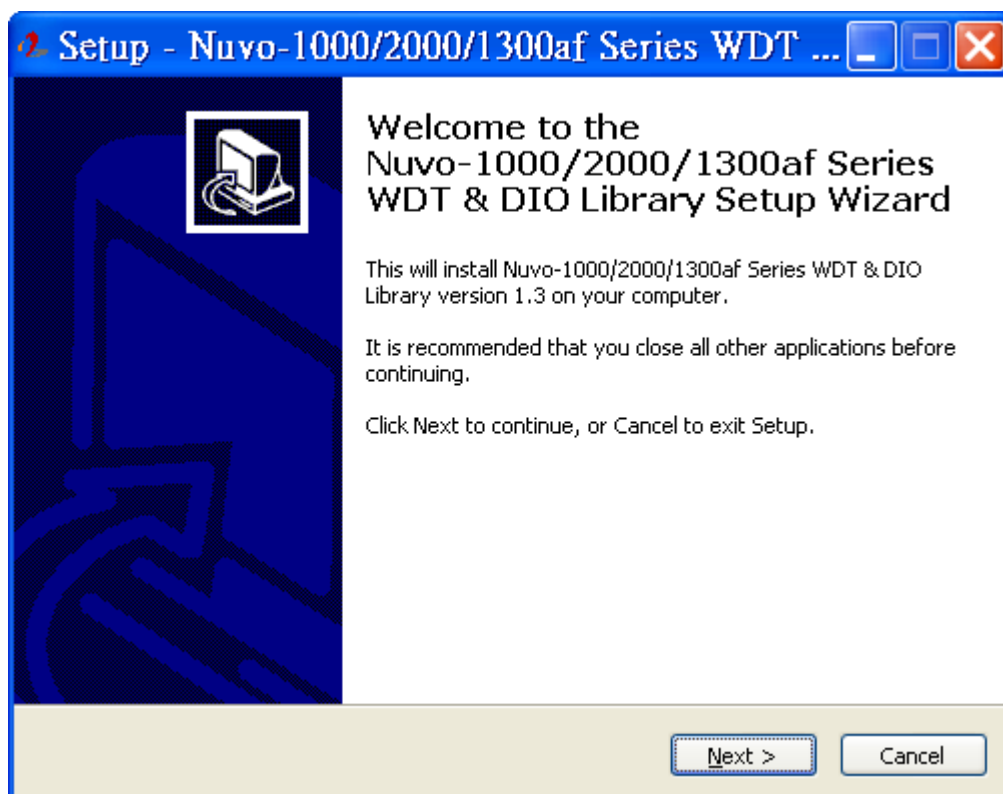 Setup - Nuvo-1000/2000/1300af Series WDT ...
Welcome to the
Nuvo-1000/2000/1300af Series
WDT & DIO Library Setup Wizard
This will install Nuvo-1000/2000/1300af Series WDT & DIO
Library version 1.3 on your computer.
It is recommended that you close all other applications before
continuing.
Click Next to continue, or Cancel to exit Setup.
Next >
Cancel